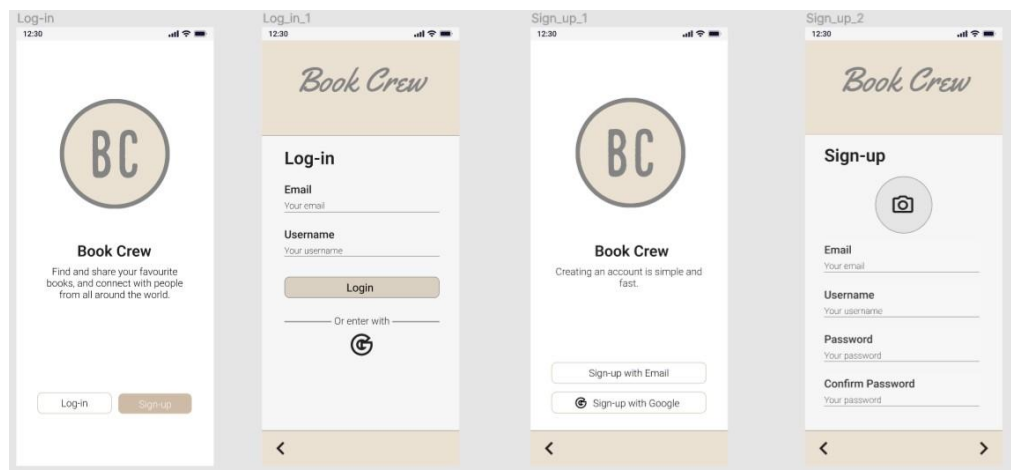 Log-in
12:30
BC
Book Crew
Find and share your favourite
books, and connect with people
from all around the world.
Log-in
Sign-up
Log_in_1
12:30
Book Crew
Log-in
Email
Your email
Username
Your username
Login
Or enter with
G
Sign_up_1
12:30
BC
Book Crew
Creating an account is simple and
fast.
Sign-up with Email
G Sign-up with Google
Sign_up_2
12:30
Book Crew
Sign-up
Email
Your email
Username
Your username
Password
Your password
Confirm Password
Your password